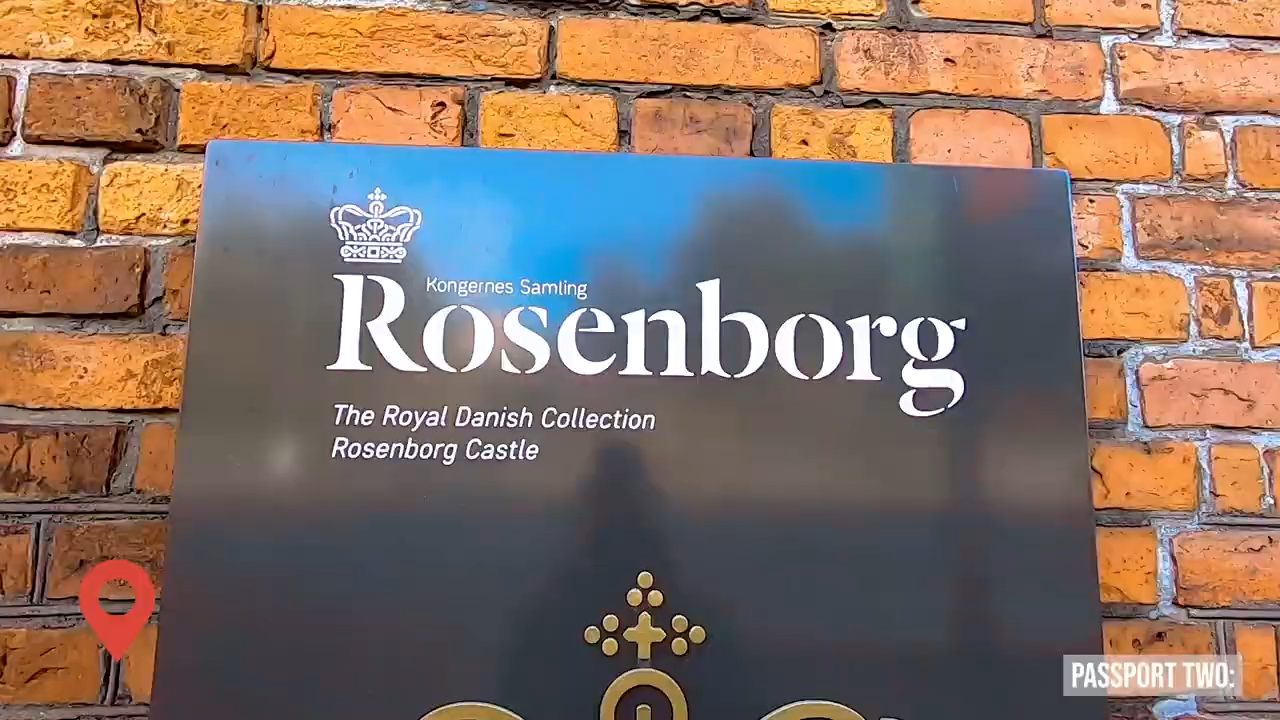 Kongernes Samling
Rosenborg
The Royal Danish Collection
Rosenborg Castle
PASSPORT TWO: